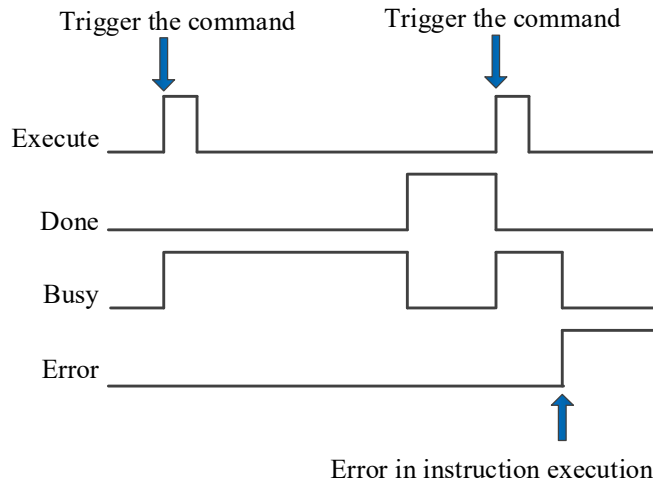 Trigger the command
Trigger the command
Execute
Done
Busy
Error
Error in instruction execution